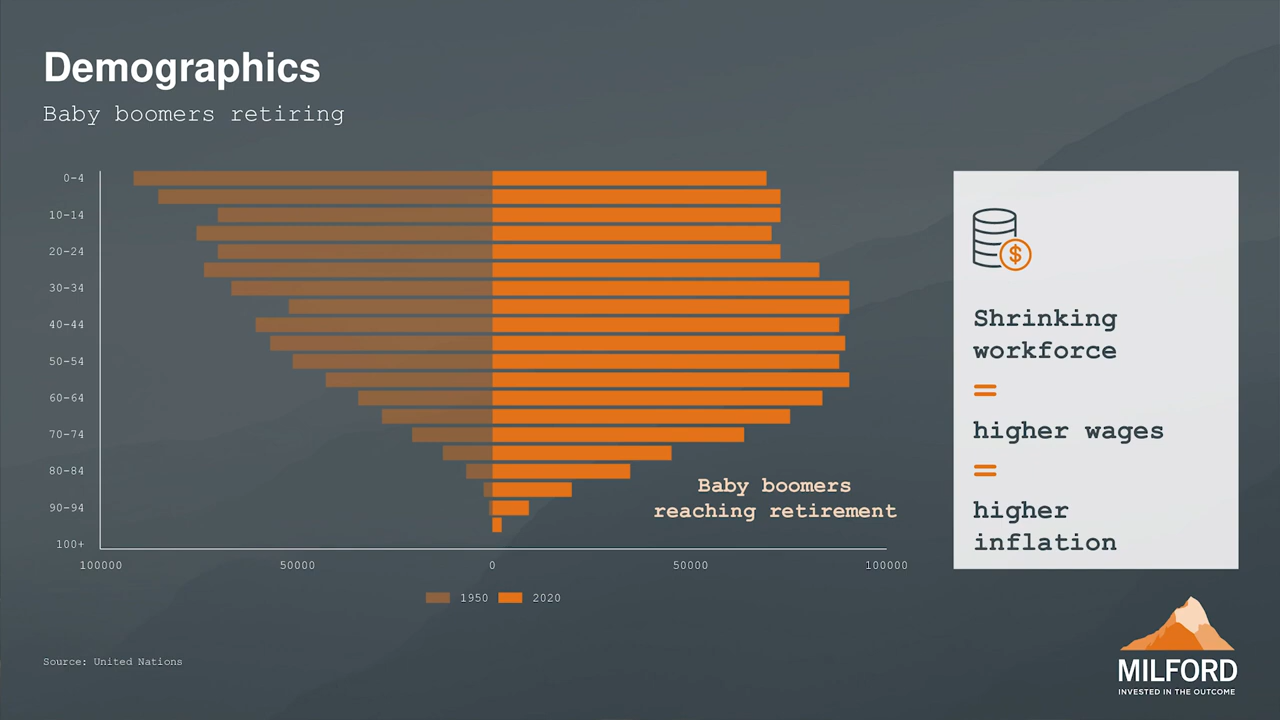 Demographics
Baby boomers retiring
0-4
10-14
20-24
30-34
40-44
50-54
60-64
70-74
80-84
90-94
100+
100000
50000
0
50000
100000
1950
2020
Baby boomers
reaching retirement
$
Shrinking
workforce
=
higher wages
=
higher
inflation
Source: United Nations
MILFORD
INVESTED IN THE OUTCOME